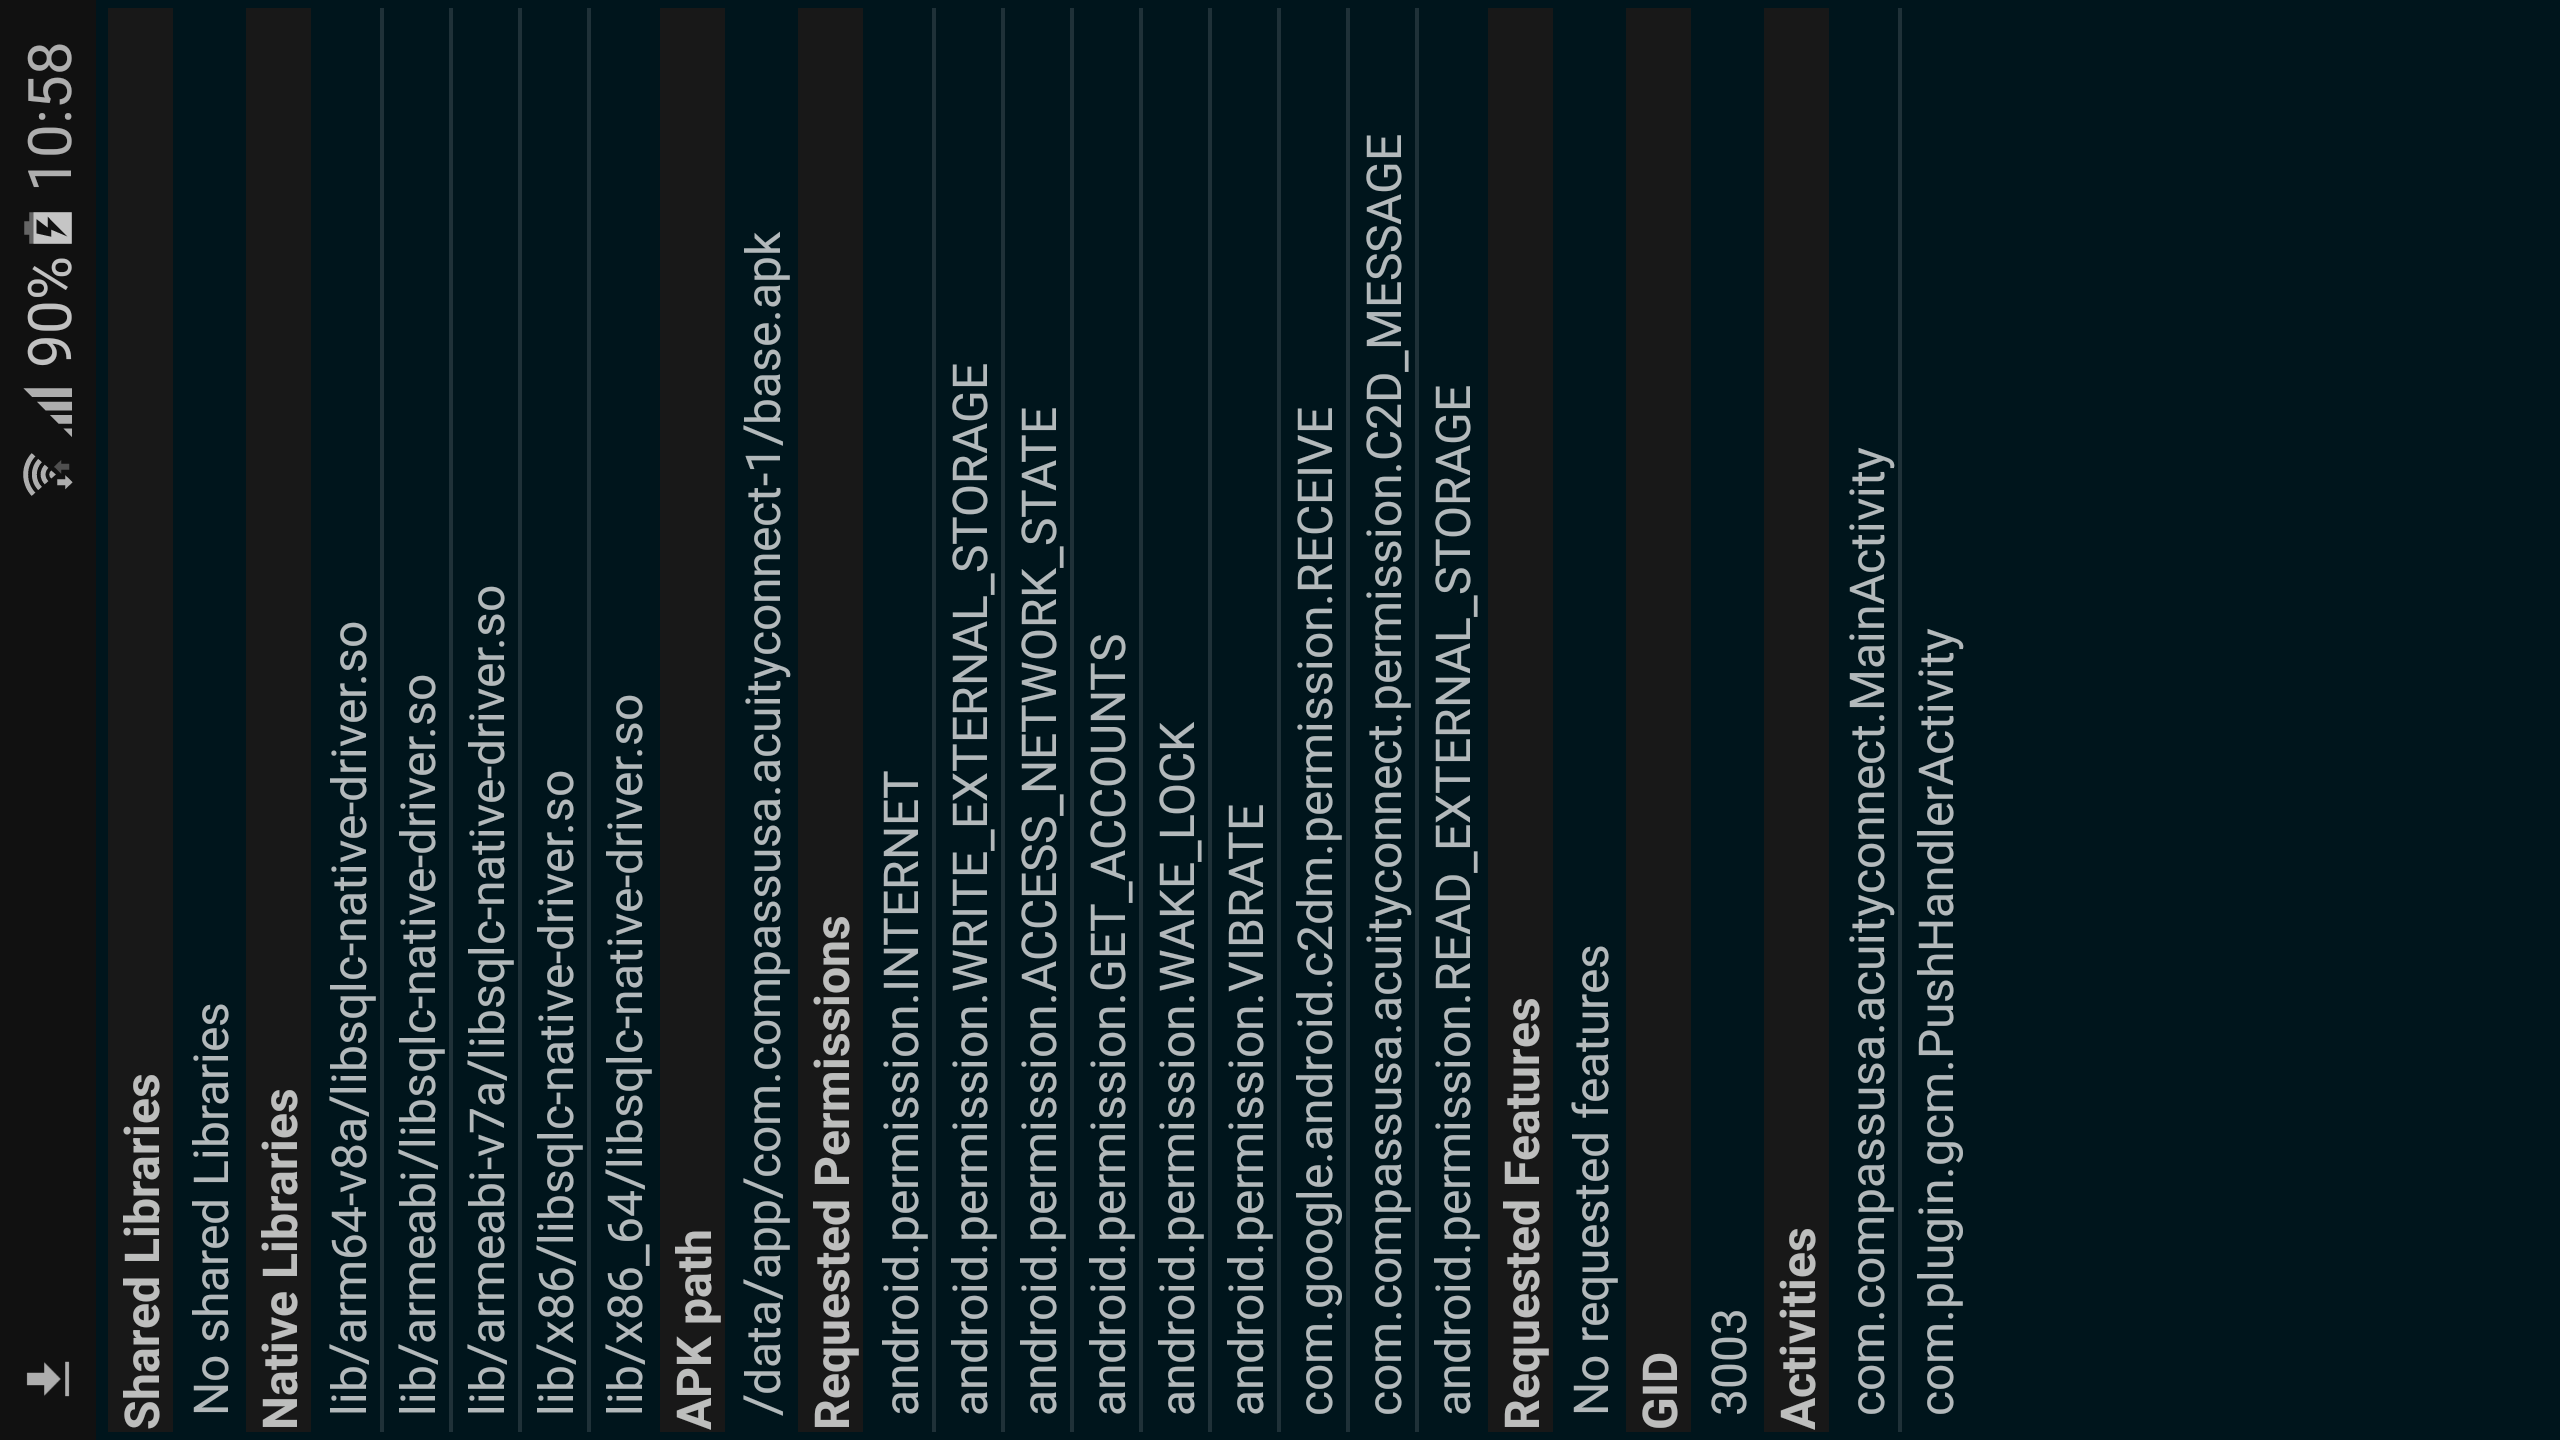 90% 10:58
Shared Libraries
No shared Libraries
Native Libraries
lib/arm64-v8a/libsqlc-native-driver.so
lib/armeabi/libsqlc-native-driver.so
lib/armeabi-v7a/libsqlc-native-driver.so
lib/x86/libsqlc-native-driver.so
lib/x86_64/libsqlc-native-driver.so
APK path
/data/app/com.compassusa.acuityconnect-1/base.apk
Requested Permissions
android.permission.INTERNET
android.permission.WRITE_EXTERNAL_STORAGE
android.permission.ACCESS_NETWORK_STATE
android.permission.GET_ACCOUNTS
android.permission.WAKE_LOCK
android.permission.VIBRATE
com.google.android.c2dm.permission.RECEIVE
com.compassusa.acuityconnect.permission.C2D_MESSAGE
android.permission.READ_EXTERNAL_STORAGE
Requested Features
No requested features
GID
3003
Activities
com.compassusa.acuityconnect.MainActivity
com.plugin.gcm.PushHandlerActivity